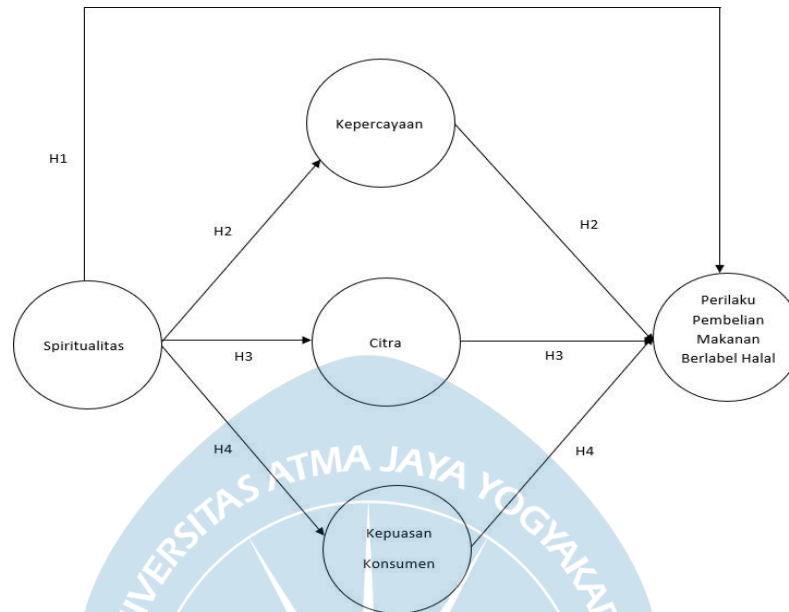 Kepercayaan
H1
H2
H2
Perilaku
Pembelian
Makanan
Berlabel Halal
Spiritualitas
Citra
H3
H3
H4
H4
UNIVERSITAS ATMA JAYA YOGYAKAR
Kepuasan
Konsumen